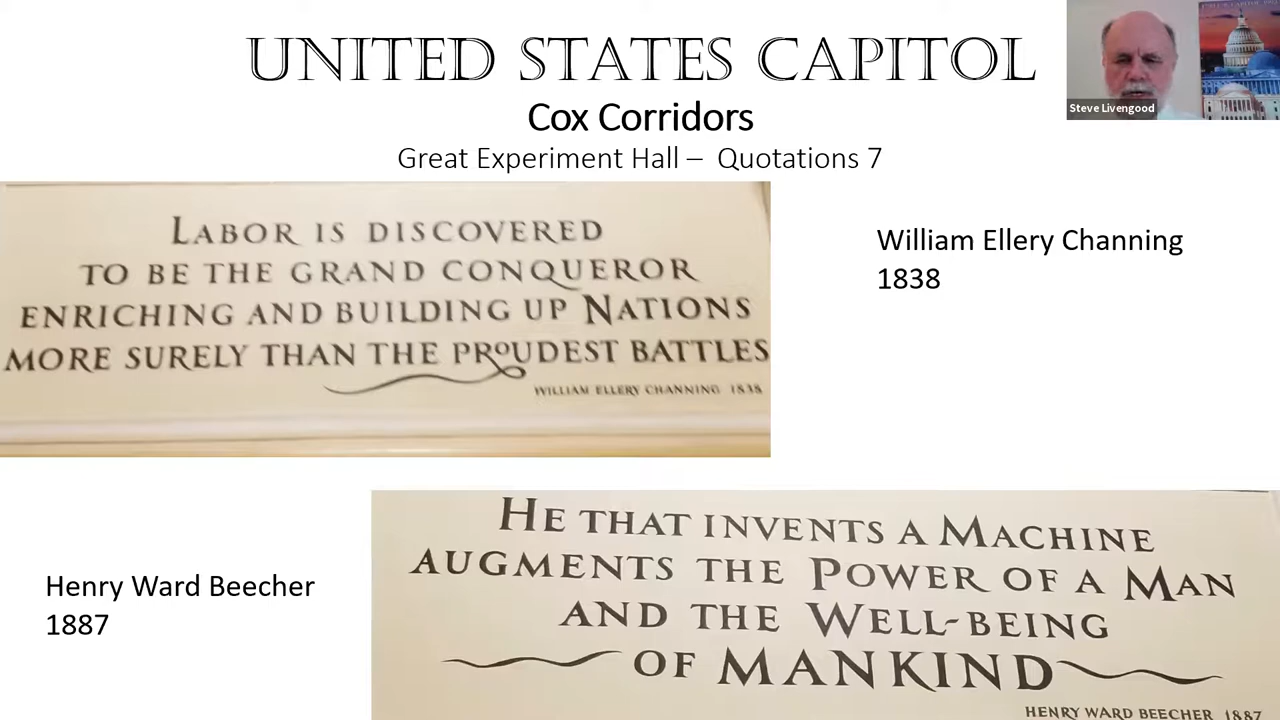 UNITED STATES CAPITOL
Cox Corridors
Great Experiment Hall – Quotations 7
Steve Livengood
LABOR IS DISCOVERED
TO BE THE GRAND CONQUEROR
ENRICHING AND BUILDING UP NATIONS
MORE SURELY THAN THE PROUDEST BATTLES
WILLIAM ELLERY CHANNING 1838
William Ellery Channing
1838
HE THAT INVENTS A MACHINE
AUGMENTS THE POWER OF A MAN
AND THE WELL-BEING
OF MANKIND
HENRY WARD BEECHER 1887
Henry Ward Beecher
1887